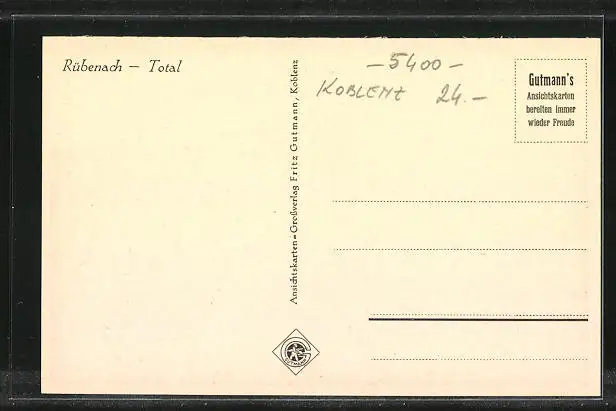 Rübenach – Total
– 5400 –
KOBLENZ 24.–
Gutmann's
Ansichtskarten
bereiten immer
wieder Freude
Ansichtskarten-Großverlag Fritz Gutmann, Koblenz